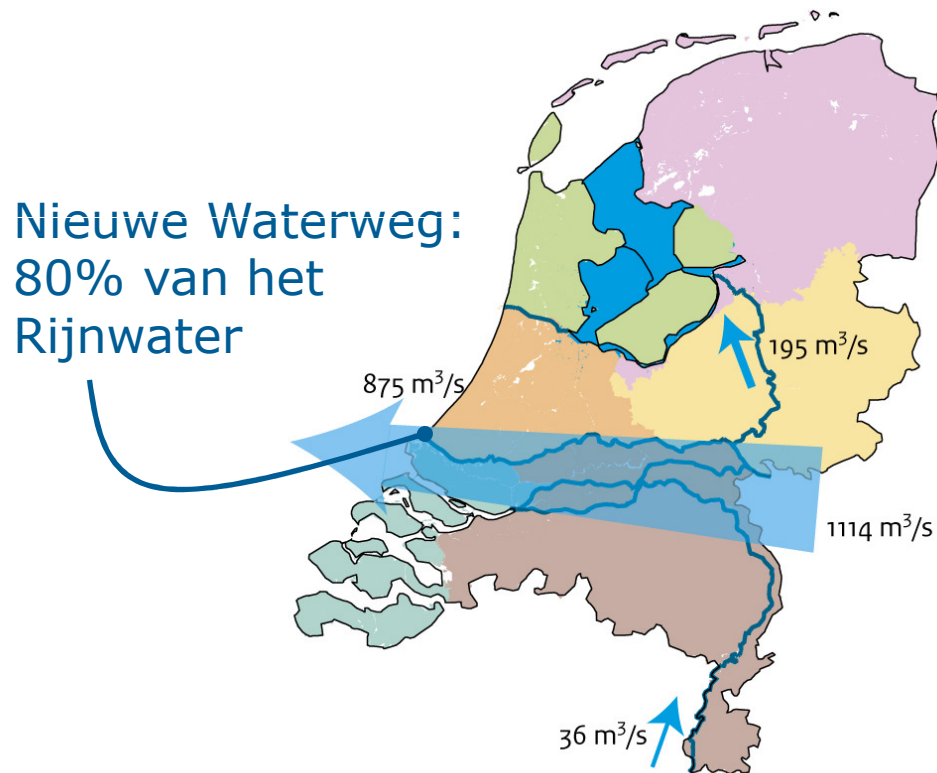 Nieuwe Waterweg:
80% van het
Rijnwater
195 m³/s
875 m³/s
1114 m³/s
36 m³/s